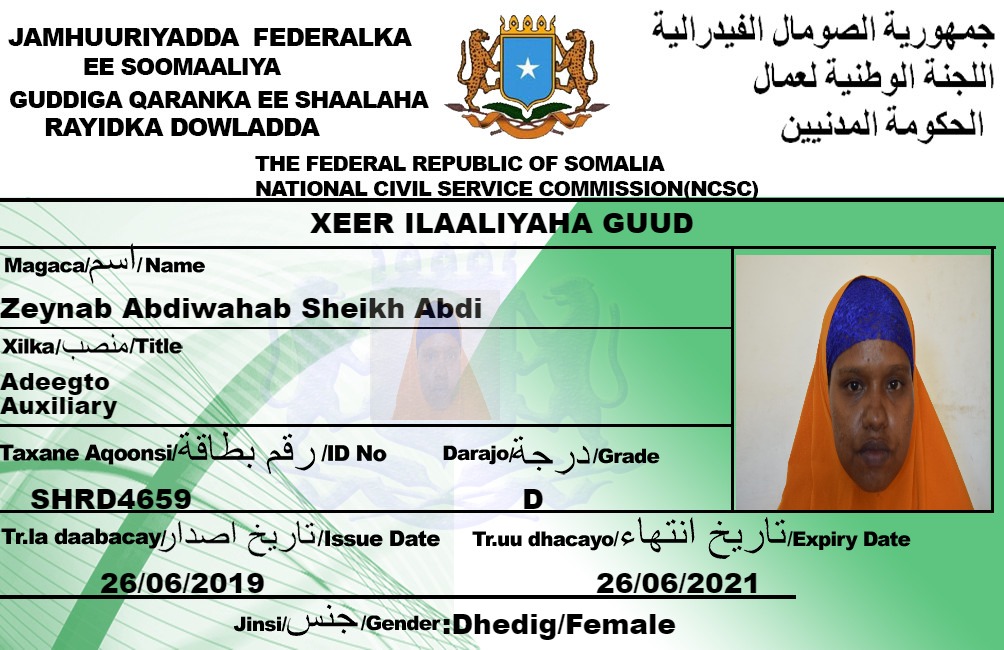 JAMHUURIYADDA FEDERALKA
EE SOOMAALIYA
GUDDIGA QARANKA EE SHAALAHA
RAYIDKA DOWLADDA
جمهورية الصومال الفيدرالية
اللجنة الوطنية لعمال
الحكومة المدنيين
THE FEDERAL REPUBLIC OF SOMALIA
NATIONAL CIVIL SERVICE COMMISSION(NCSC)
XEER ILAALIYAHA GUUD
Magaca/اسم/Name
Zeynab Abdiwahab Sheikh Abdi
Xilka/منصب/Title
Adeegto
Auxiliary
Taxane Aqoonsi/رقم بطاقة/ID No
Darajo/درجة/Grade
SHRD4659
D
Tr.la daabacay/تاريخ اصدار/Issue Date
Tr.uu dhacayo/تاريخ انتهاء/Expiry Date
26/06/2019
26/06/2021
Jinsi/جنس/Gender:Dhedig/Female